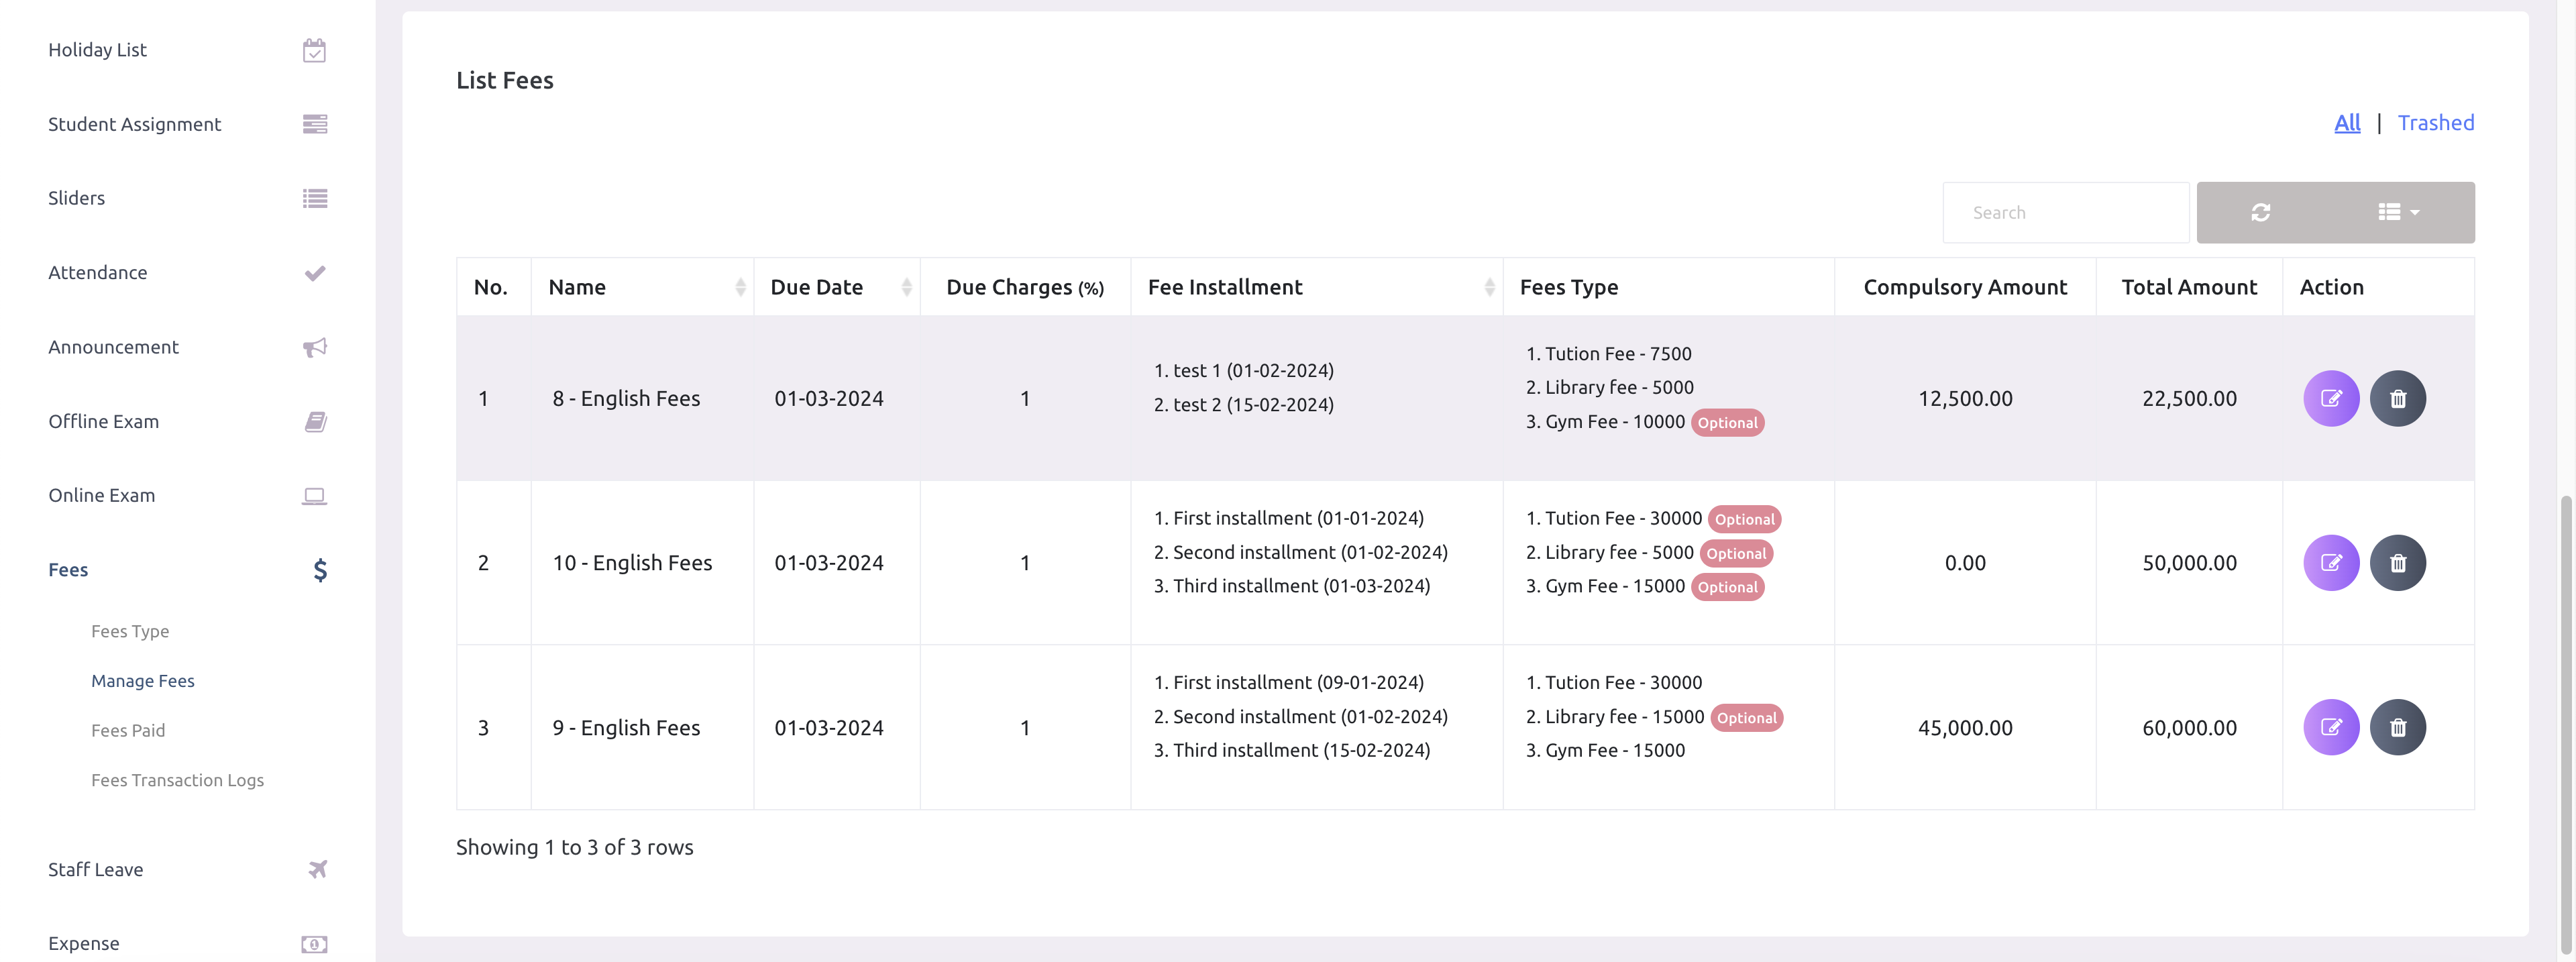 Holiday List
Student Assignment
Sliders
Attendance
Announcement
Offline Exam
Online Exam
Fees
Fees Type
Manage Fees
Fees Paid
Fees Transaction Logs
Staff Leave
Expense
List Fees
All | Trashed
Search
No. Name Due Date Due Charges (%) Fee Installment Fees Type Compulsory Amount Total Amount Action
1 8 - English Fees 01-03-2024 1
1. test 1 (01-02-2024)
2. test 2 (15-02-2024)
1. Tution Fee - 7500
2. Library fee - 5000
3. Gym Fee - 10000 Optional
12,500.00 22,500.00
2 10 - English Fees 01-03-2024 1
1. First installment (01-01-2024)
2. Second installment (01-02-2024)
3. Third installment (01-03-2024)
1. Tution Fee - 30000 Optional
2. Library fee - 5000 Optional
3. Gym Fee - 15000 Optional
0.00 50,000.00
3 9 - English Fees 01-03-2024 1
1. First installment (09-01-2024)
2. Second installment (01-02-2024)
3. Third installment (15-02-2024)
1. Tution Fee - 30000
2. Library fee - 15000 Optional
3. Gym Fee - 15000
45,000.00 60,000.00
Showing 1 to 3 of 3 rows